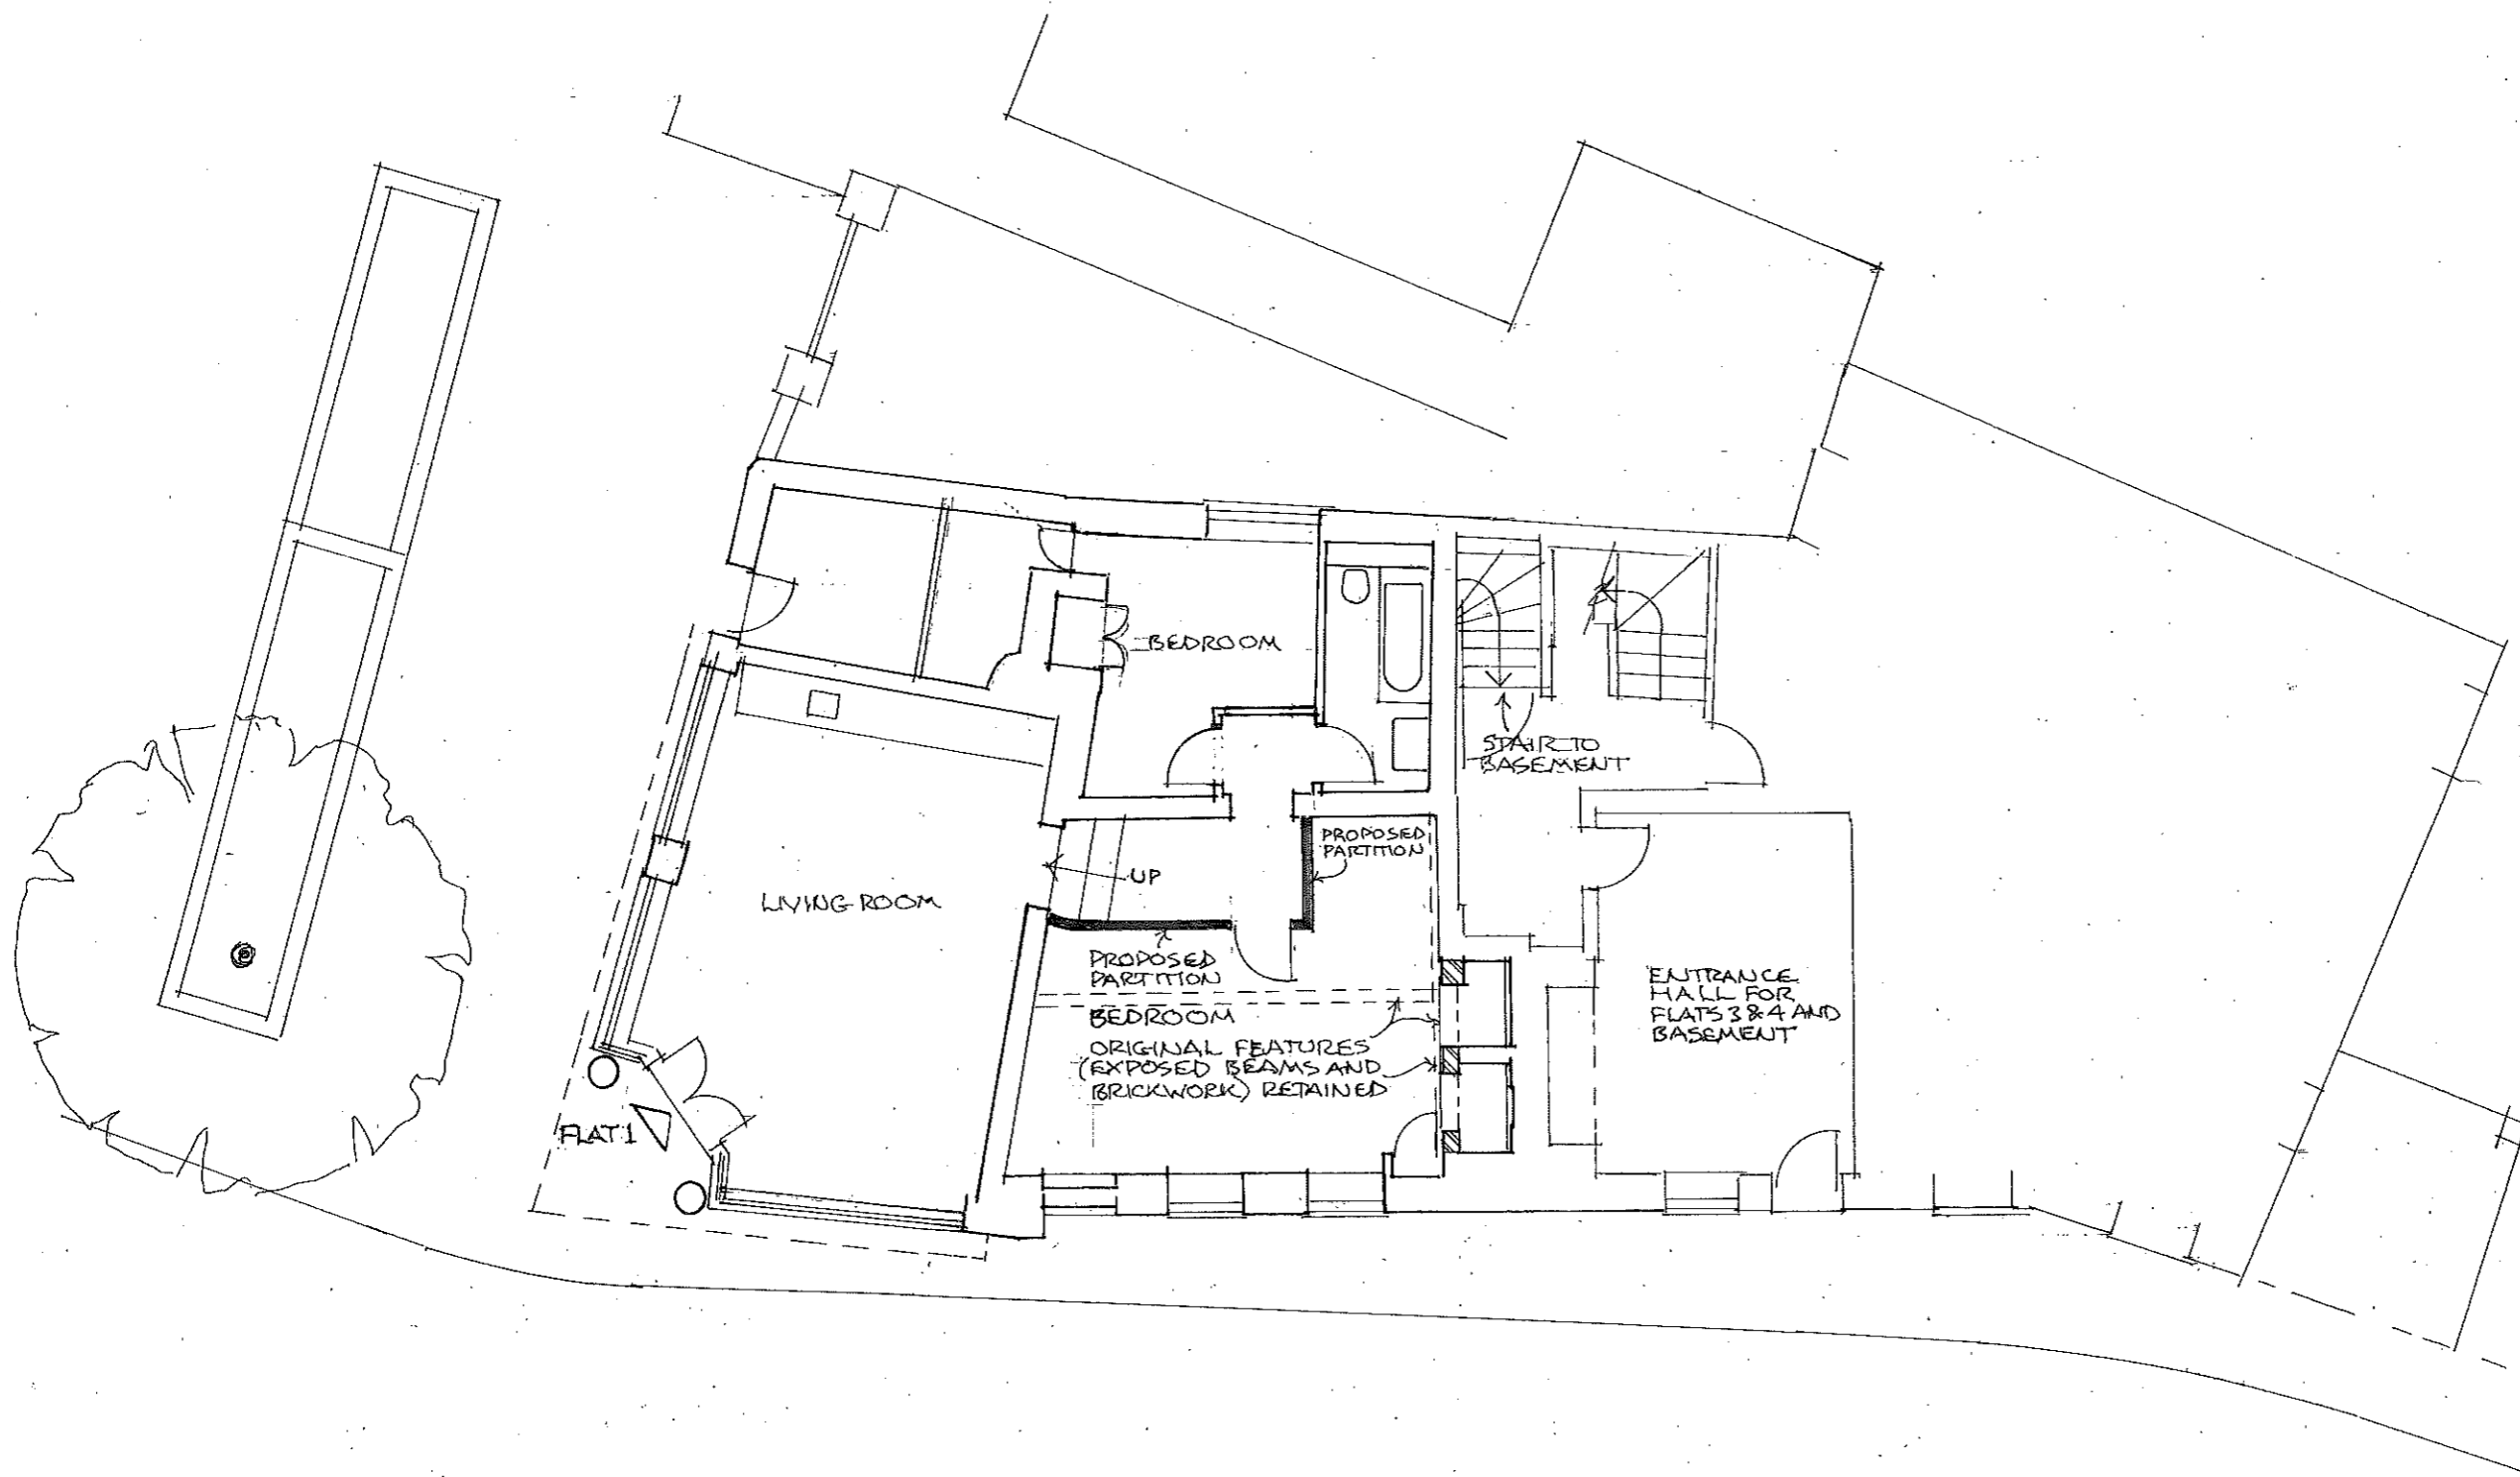 BEDROOM
STAIR TO
BASEMENT
PROPOSED
PARTITION
UP
LIVING ROOM
PROPOSED
PARTITION
BEDROOM
ORIGINAL FEATURES
(EXPOSED BEAMS AND
BRICKWORK) RETAINED
ENTRANCE
HALL FOR
FLATS 3 & 4 AND
BASEMENT
FLAT 1